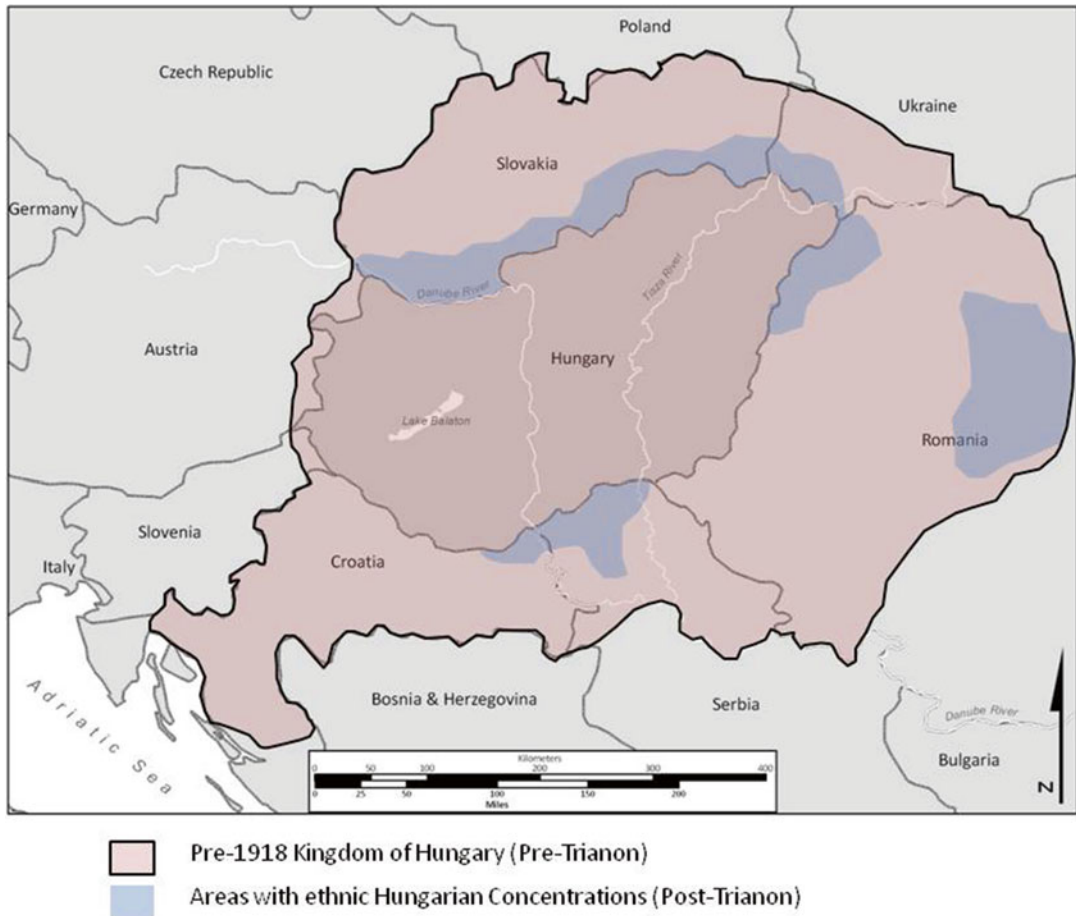 Poland
Czech Republic
Ukraine
Slovakia
Germany
Danube River
Tisza River
Austria
Hungary
Lake Balaton
Romania
Slovenia
Croatia
Italy
Adriatic Sea
Bosnia & Herzegovina
Serbia
Danube River
Bulgaria
Kilometers
0 50 100 200 300 400
0 25 50 100 150 200
Miles
N
Pre-1918 Kingdom of Hungary (Pre-Trianon)
Areas with ethnic Hungarian Concentrations (Post-Trianon)